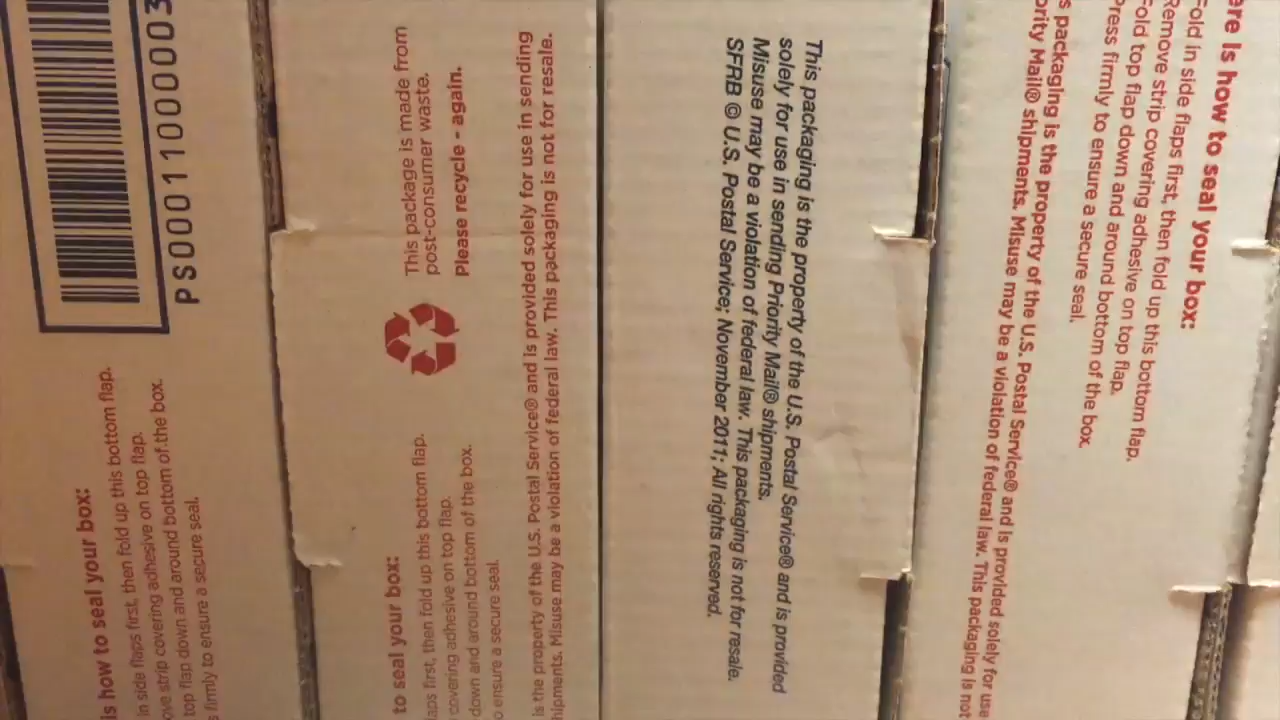 PS00011000003
is how to seal your box:
in side flaps first, then fold up this bottom flap.
strip covering adhesive on top flap.
top flap down and around bottom of the box.
firmly to ensure a secure seal.
This package is made from
post-consumer waste.
Please recycle - again.
to seal your box:
first, then fold up this bottom flap.
covering adhesive on top flap.
down and around bottom of the box.
ensure a secure seal.
is the property of the U.S. Postal Service® and is provided solely for use in sending
Misuse may be a violation of federal law. This packaging is not for resale.
This packaging is the property of the U.S. Postal Service® and is provided
solely for use in sending Priority Mail® shipments.
Misuse may be a violation of federal law. This packaging is not for resale.
SFRB © U.S. Postal Service; November 2011; All rights reserved.
is how to seal your box:
Fold in side flaps first, then fold up this bottom flap.
Remove strip covering adhesive on top flap.
Fold top flap down and around bottom of the box.
Press firmly to ensure a secure seal.
packaging is the property of the U.S. Postal Service® and is provided solely for use
Mail® shipments. Misuse may be a violation of federal law. This packaging is not